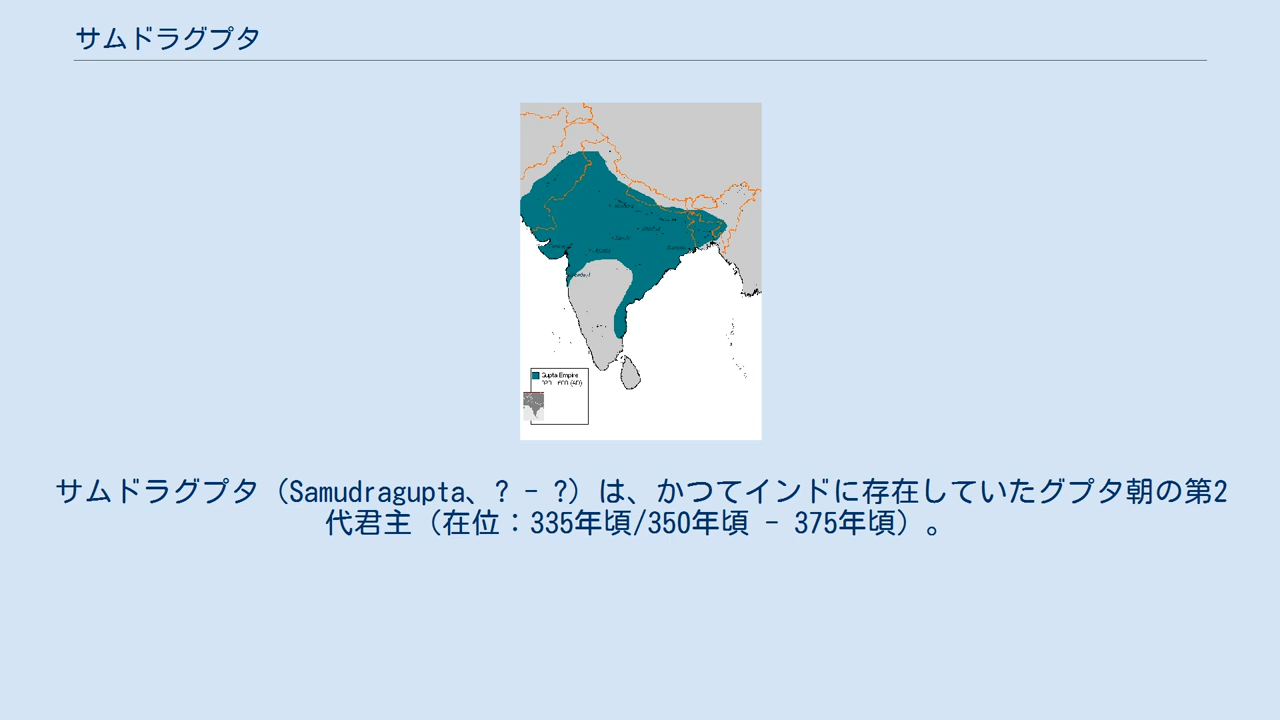 サムドラグプタ
Gupta Empire
サムドラグプタ（Samudragupta、? - ?）は、かつてインドに存在していたグプタ朝の第2
代君主（在位：335年頃/350年頃 - 375年頃）。